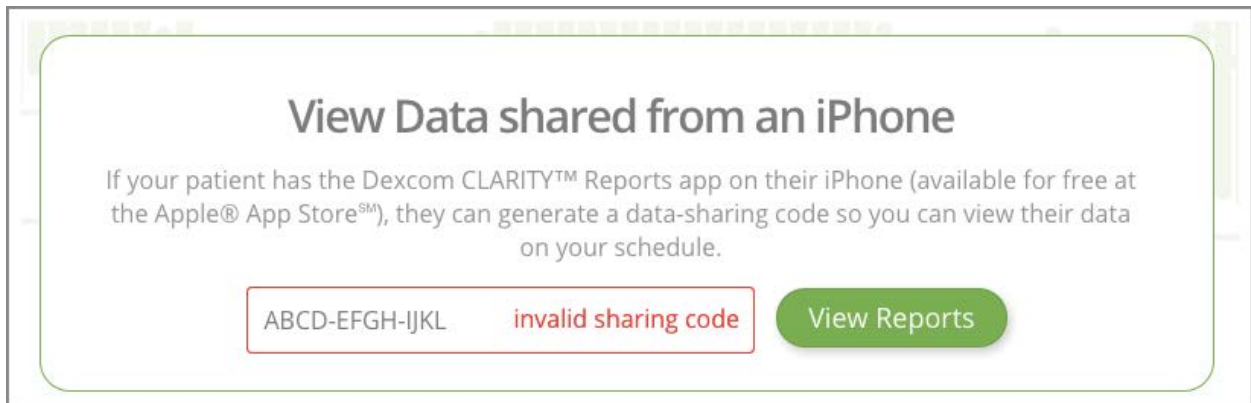 View Data shared from an iPhone
If your patient has the Dexcom CLARITY™ Reports app on their iPhone (available for free at
the Apple® App Store℠), they can generate a data-sharing code so you can view their data
on your schedule.
ABCD-EFGH-IJKL invalid sharing code View Reports